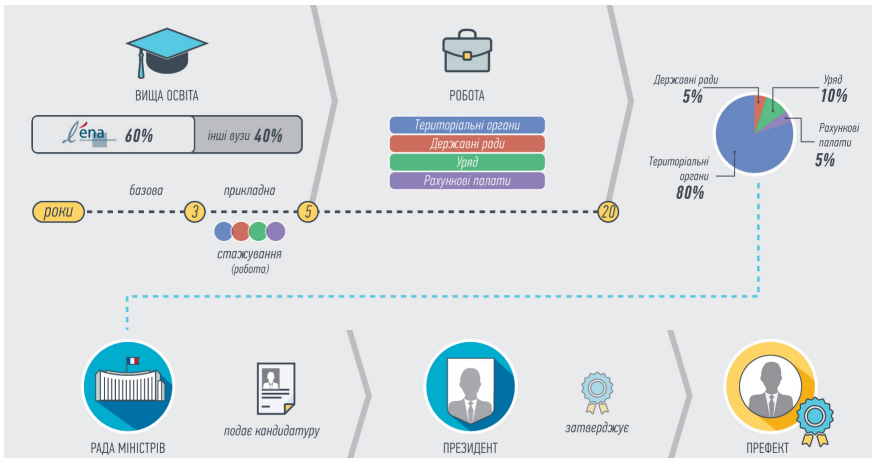 ВИЩА ОСВІТА
l'éna 60%
інші вузи 40%
РОБОТА
Територіальні органи
Державні ради
Уряд
Рахункові палати
Державні ради
5%
Уряд
10%
Рахункові
палати
5%
Територіальні
органи
80%
базова
прикладна
роки
3
5
20
стажування
(робота)
РАДА МІНІСТРІВ
подає кандидатуру
ПРЕЗИДЕНТ
затверджує
ПРЕФЕКТ